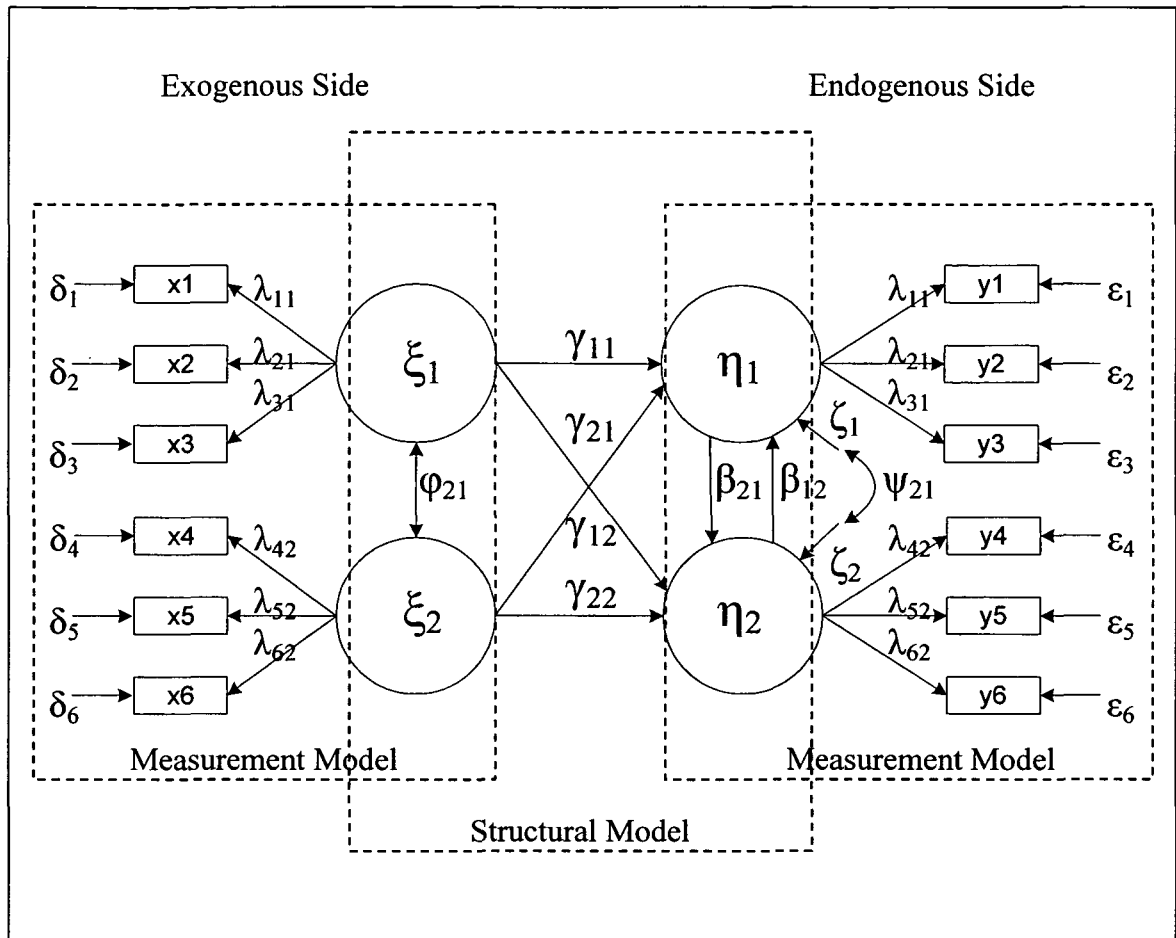 Exogenous Side
Endogenous Side
δ₁ x1 λ₁₁
δ₂ x2 λ₂₁
δ₃ x3 λ₃₁
δ₄ x4 λ₄₂
δ₅ x5 λ₅₂
δ₆ x6 λ₆₂
ξ₁
φ₂₁
ξ₂
γ₁₁
γ₂₁
γ₁₂
γ₂₂
η₁
β₂₁ β₁₂
η₂
ζ₁
ψ₂₁
ζ₂
λ₁₁ y1 ε₁
λ₂₁ y2 ε₂
λ₃₁ y3 ε₃
λ₄₂ y4 ε₄
λ₅₂ y5 ε₅
λ₆₂ y6 ε₆
Measurement Model
Measurement Model
Structural Model